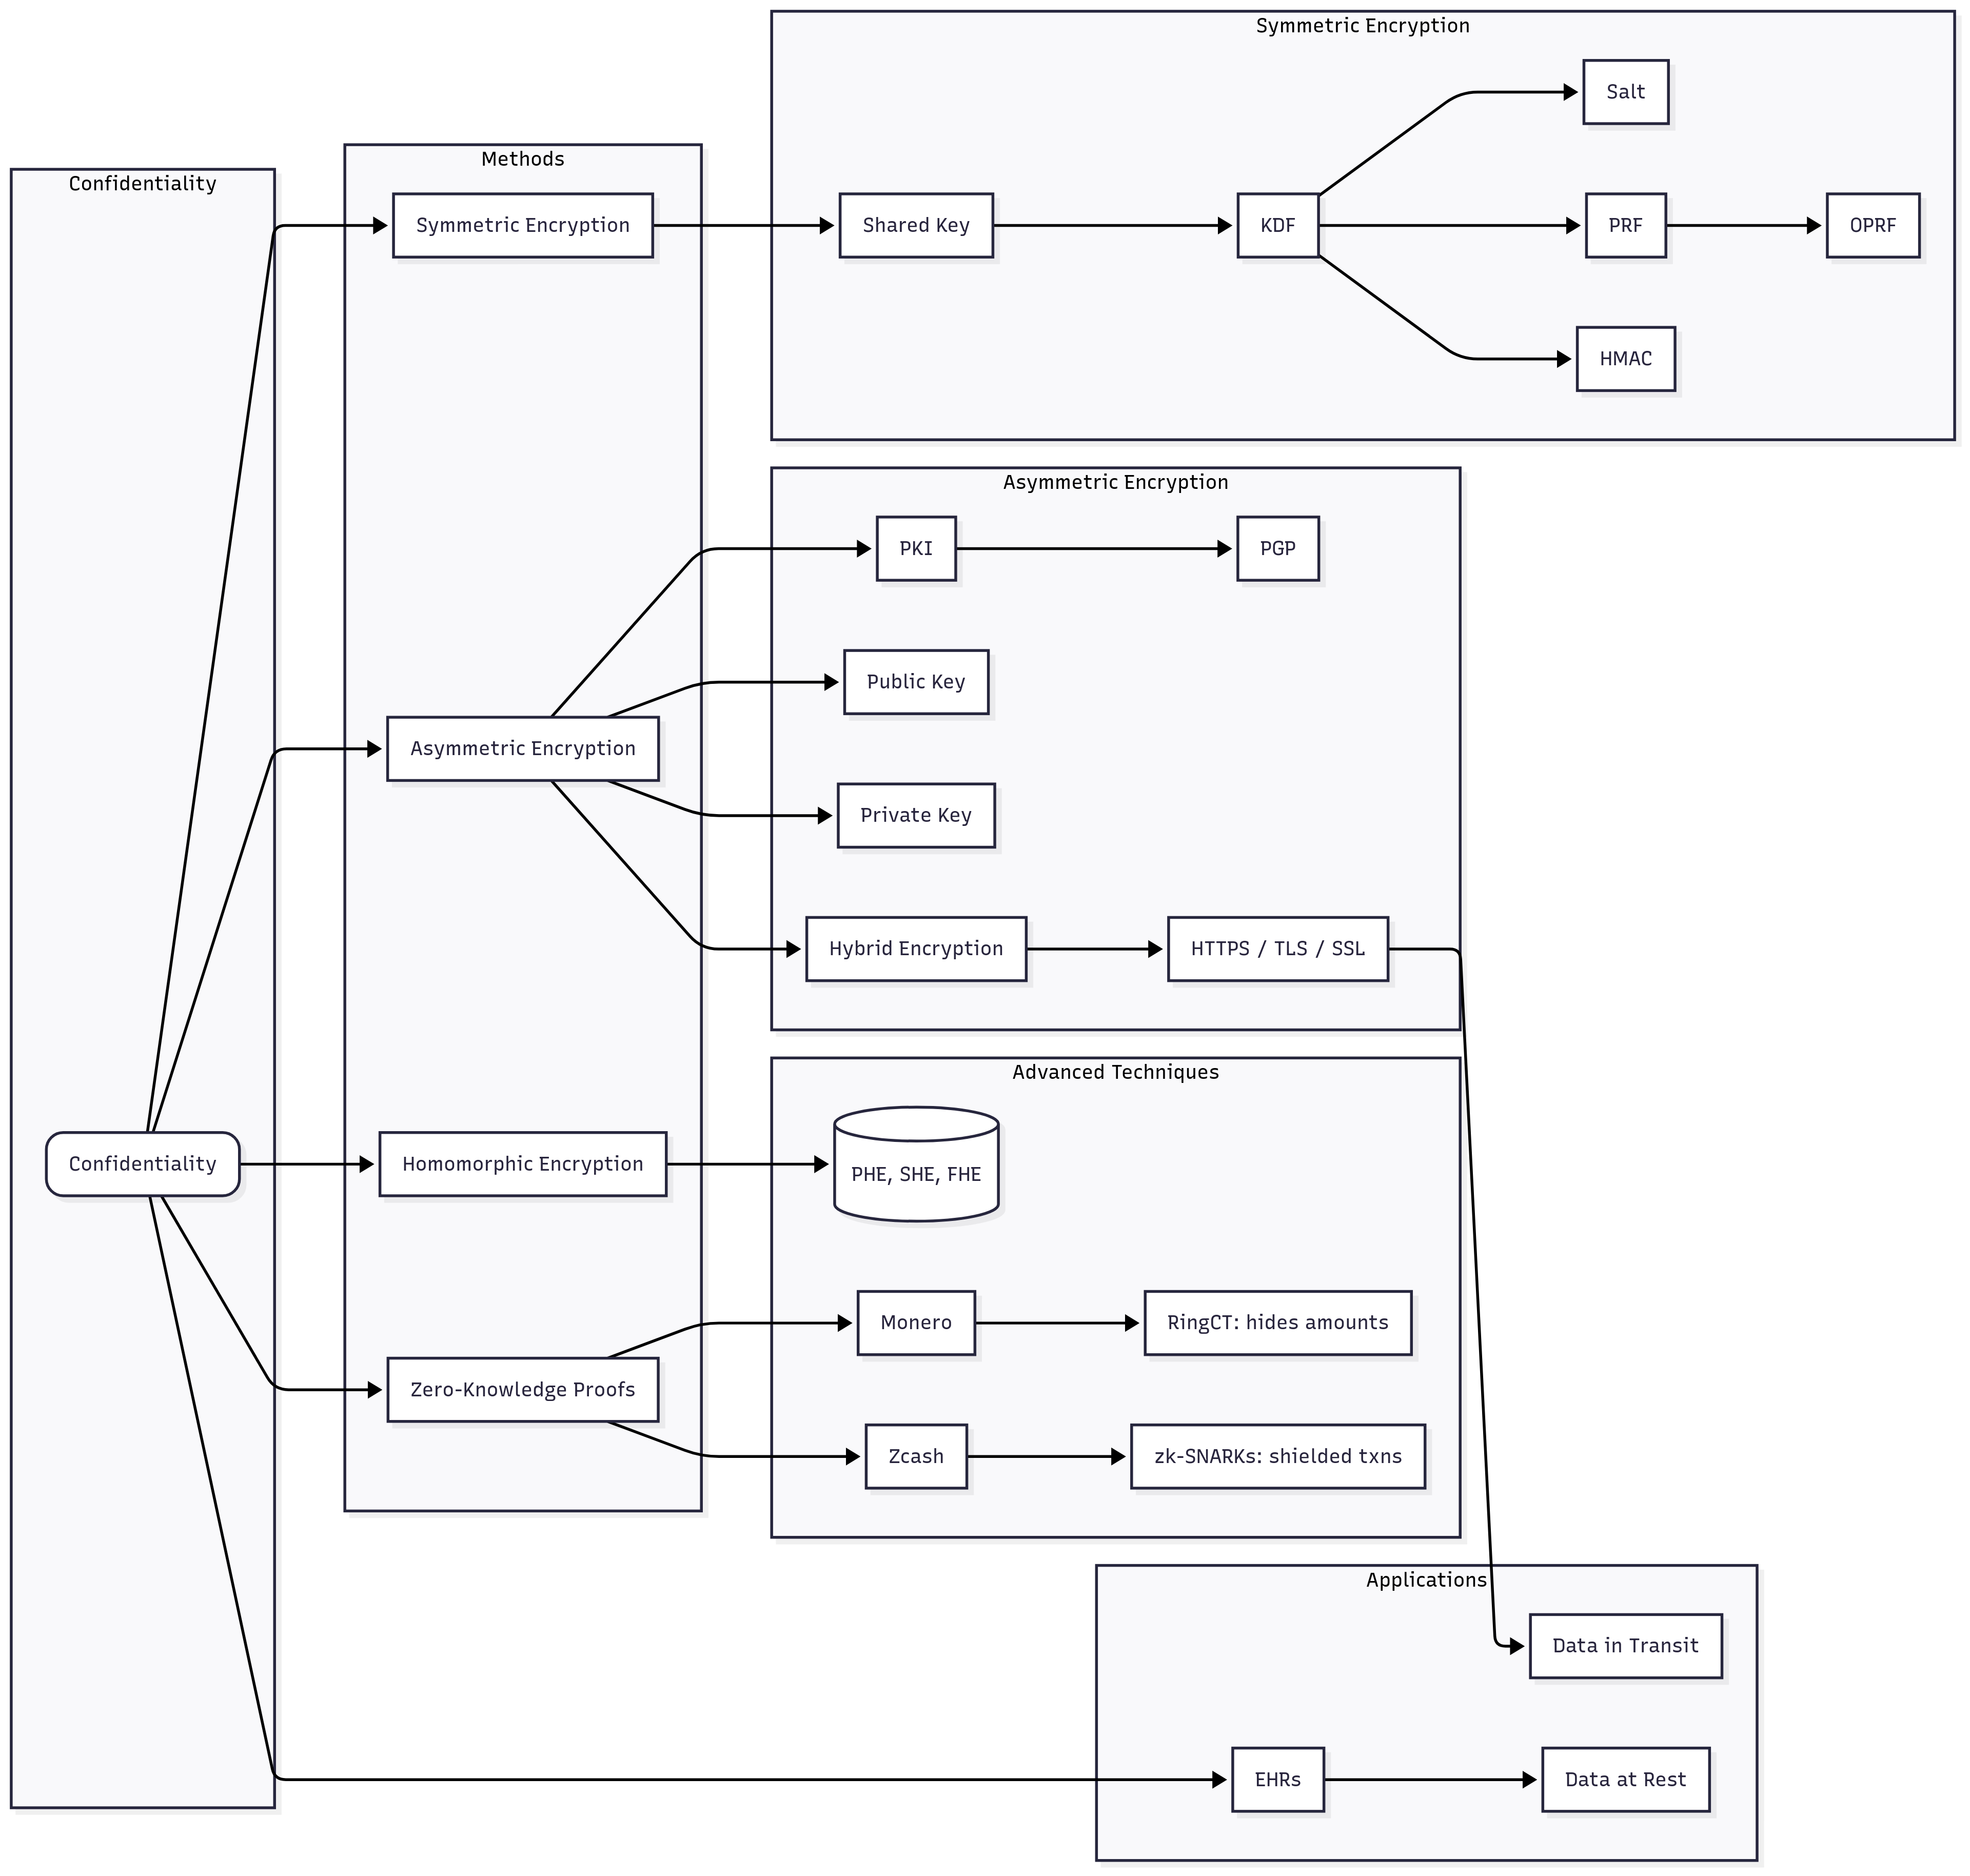 Confidentiality
Confidentiality
Methods
Symmetric Encryption
Asymmetric Encryption
Homomorphic Encryption
Zero-Knowledge Proofs
Symmetric Encryption
Shared Key
KDF
Salt
PRF
OPRF
HMAC
Asymmetric Encryption
PKI
PGP
Public Key
Private Key
Hybrid Encryption
HTTPS / TLS / SSL
Advanced Techniques
PHE, SHE, FHE
Monero
RingCT: hides amounts
Zcash
zk-SNARKs: shielded txns
Applications
Data in Transit
EHRs
Data at Rest